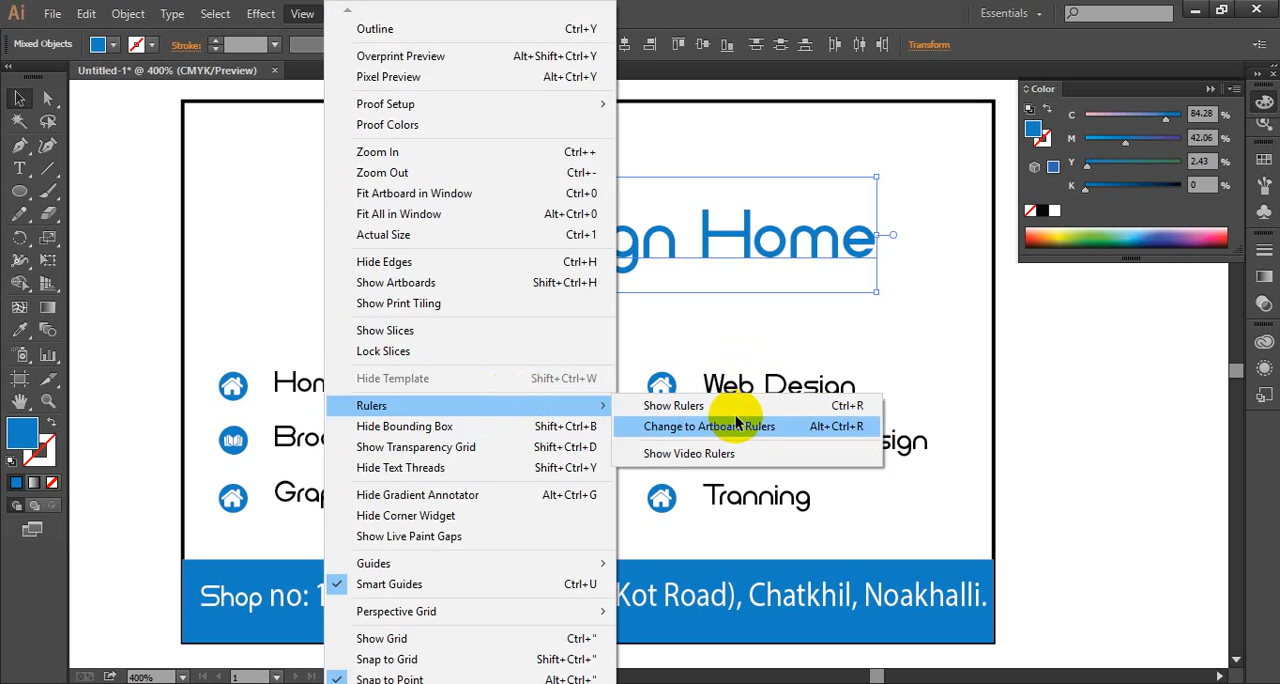 Ai File Edit Object Type Select Effect View Essentials
Mixed Objects Stroke: Transform
Untitled-1* @ 400% (CMYK/Preview) ×
Outline Ctrl+Y
Overprint Preview Alt+Shift+Ctrl+Y
Pixel Preview Alt+Ctrl+Y
Proof Setup
Proof Colors
Zoom In Ctrl++
Zoom Out Ctrl+-
Fit Artboard in Window Ctrl+0
Fit All in Window Alt+Ctrl+0
Actual Size Ctrl+1
Hide Edges Ctrl+H
Show Artboards Shift+Ctrl+H
Show Print Tiling
Show Slices
Lock Slices
Hide Template Shift+Ctrl+W
Rulers
Hide Bounding Box Shift+Ctrl+B
Show Transparency Grid Shift+Ctrl+D
Hide Text Threads Shift+Ctrl+Y
Hide Gradient Annotator Alt+Ctrl+G
Hide Corner Widget
Show Live Paint Gaps
Guides
Smart Guides Ctrl+U
Perspective Grid
Show Grid Ctrl+"
Snap to Grid Shift+Ctrl+"
Snap to Point Alt+Ctrl+"
Show Rulers Ctrl+R
Change to Artboard Rulers Alt+Ctrl+R
Show Video Rulers
Color
C 84.28 %
M 42.06 %
Y 2.43 %
K 0 %
gn Home
Hom
Web Design
Bro
sign
Grap
Tranning
Shop no: 1
Kot Road), Chatkhil, Noakhalli.
400% 1